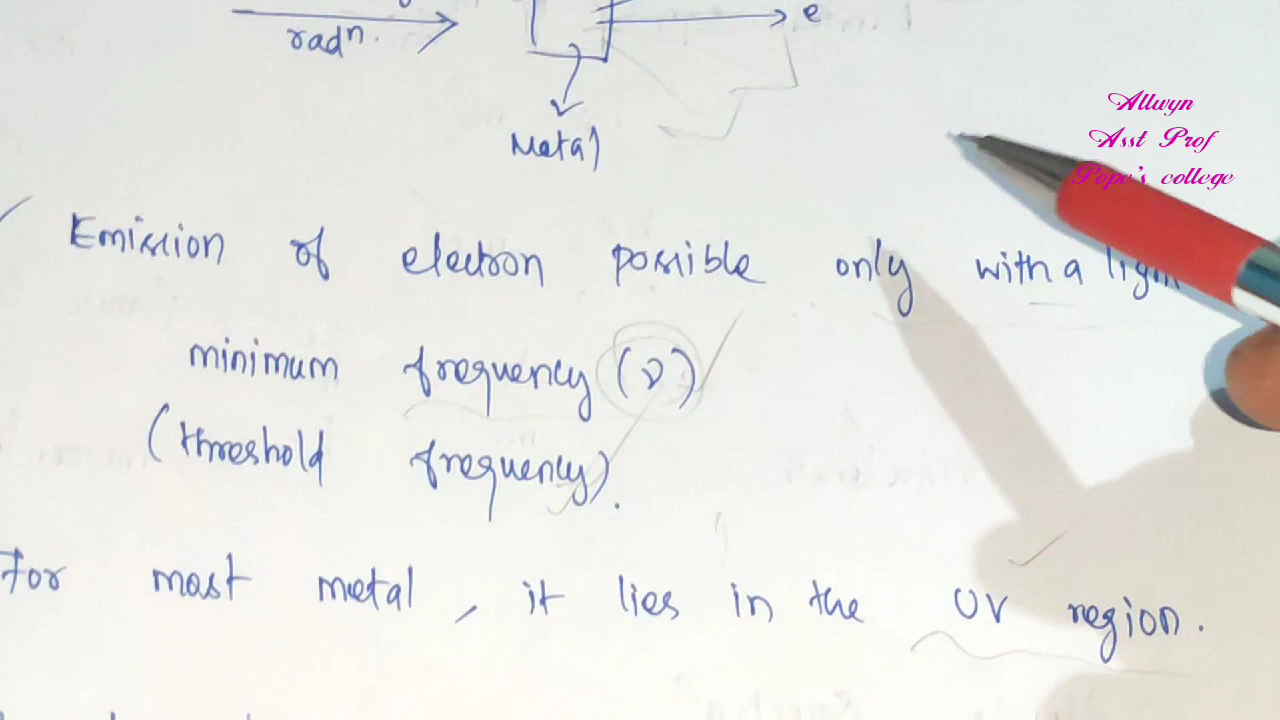 radn.
e
Metal
Allwyn
Asst Prof
Pope's college
Emission of electron possible only with a light
minimum frequency (ν)
(threshold frequency).
For most metal, it lies in the UV region.